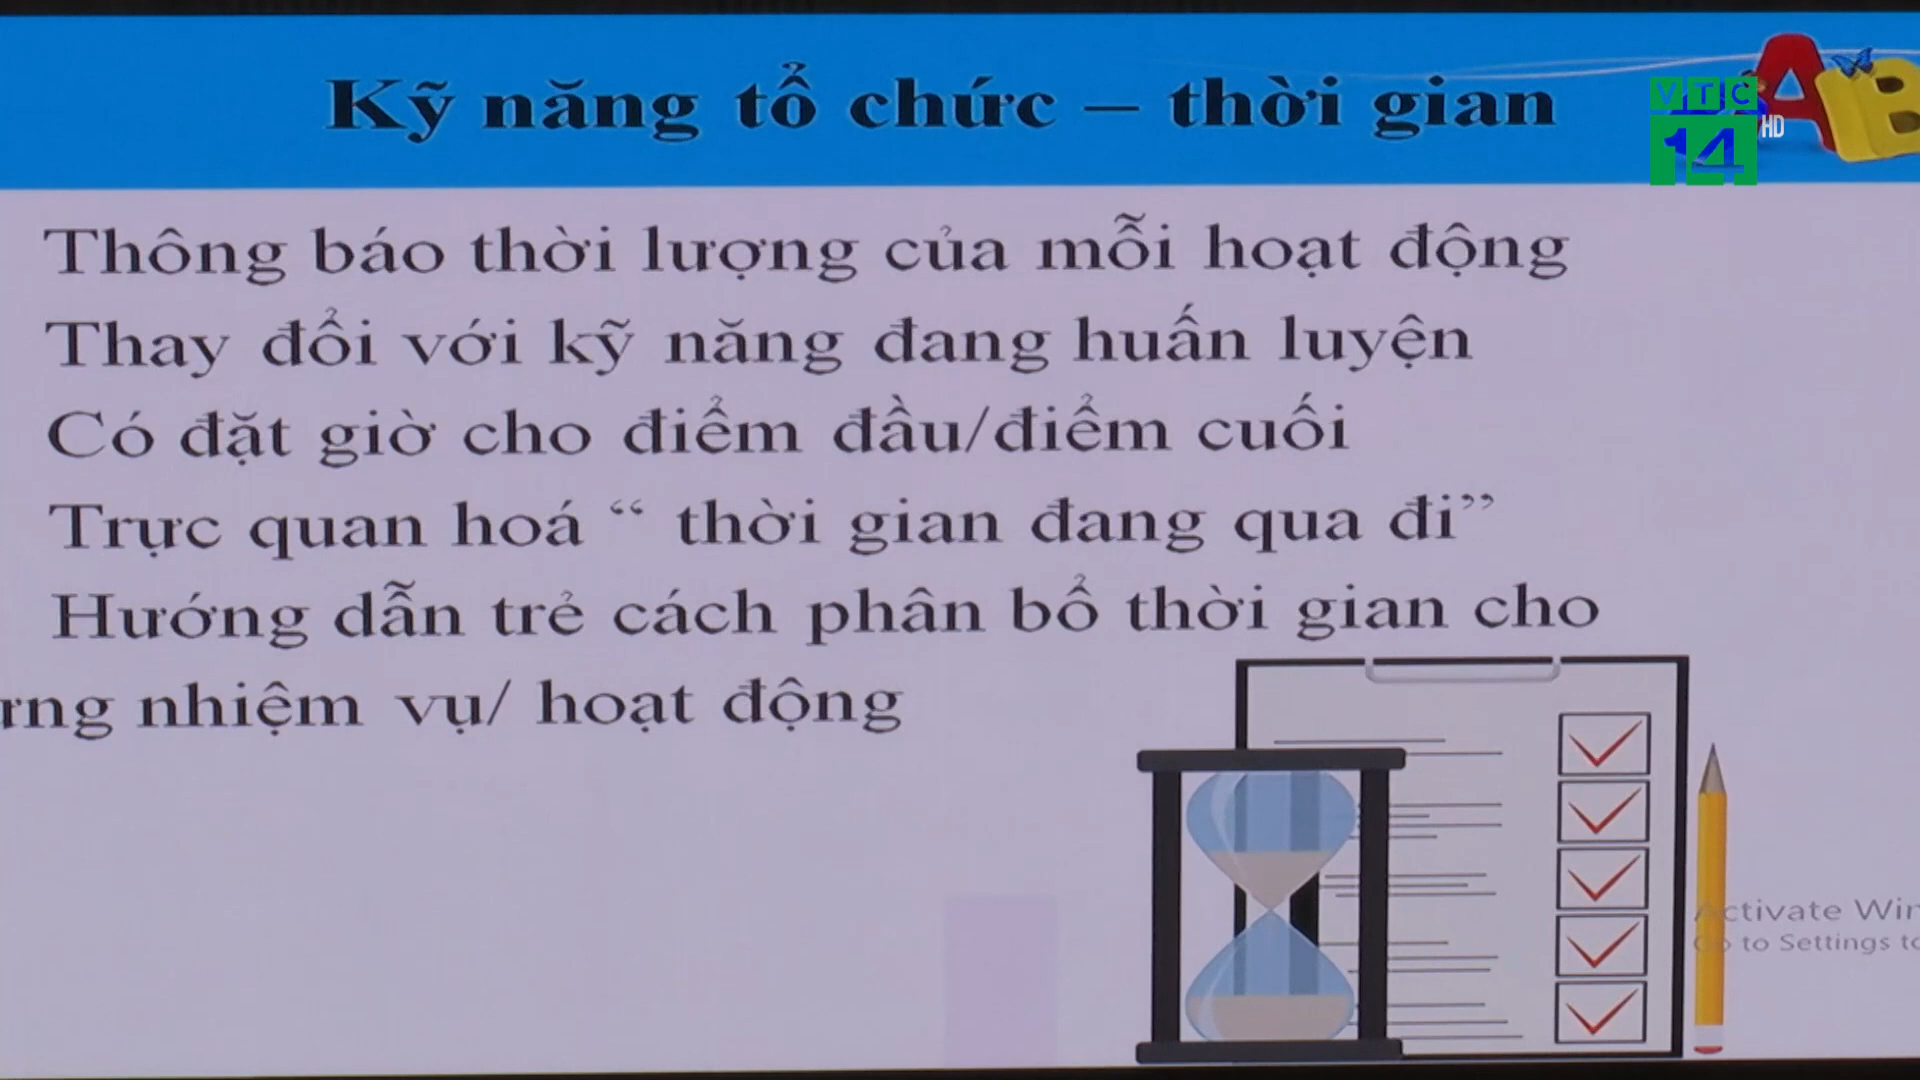 Kỹ năng tổ chức – thời gian
VTC
14
HD
AB
Thông báo thời lượng của mỗi hoạt động
Thay đổi với kỹ năng đang huấn luyện
Có đặt giờ cho điểm đầu/điểm cuối
Trực quan hoá “ thời gian đang qua đi”
Hướng dẫn trẻ cách phân bổ thời gian cho
nhiệm vụ/ hoạt động
Activate
to Settings